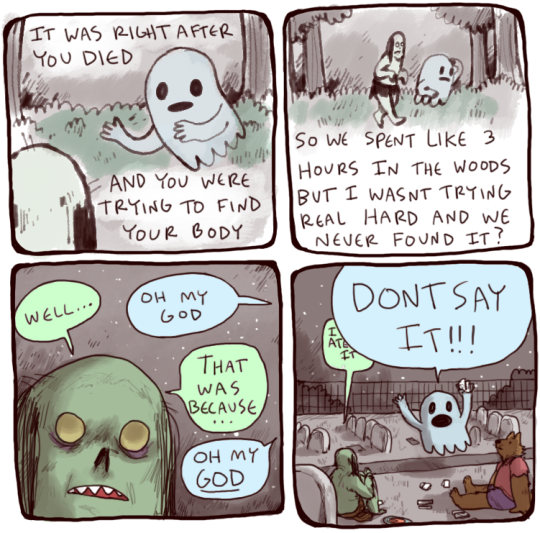 IT WAS RIGHT AFTER
YOU DIED
AND YOU WERE
TRYING TO FIND
YOUR BODY
SO WE SPENT LIKE 3
HOURS IN THE WOODS
BUT I WASNT TRYING
REAL HARD AND WE
NEVER FOUND IT?
WELL...
OH MY
GOD
THAT
WAS
BECAUSE
...
OH MY
GOD
I
ATE
IT
DONT SAY
IT!!!